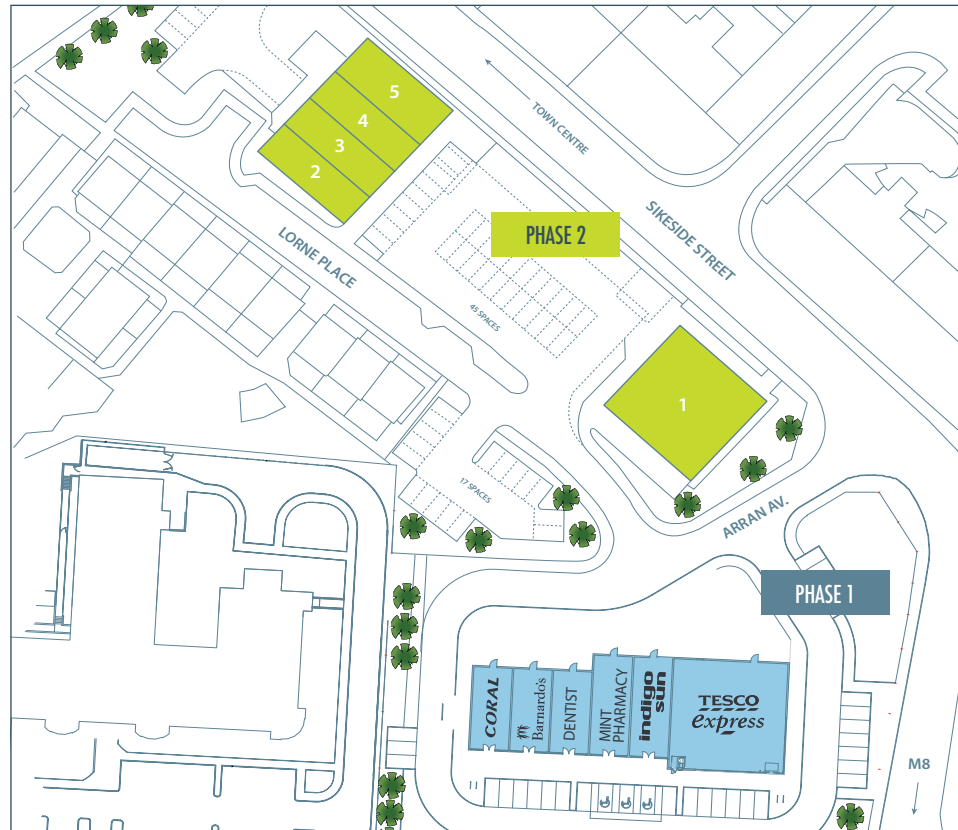 5
4
3
2
TOWN CENTRE
SIKESIDE STREET
PHASE 2
LORNE PLACE
45 SPACES
1
17 SPACES
ARRAN AV.
PHASE 1
CORAL
Barnardo's
DENTIST
MINT
PHARMACY
indigo
sun
TESCO
express
M8